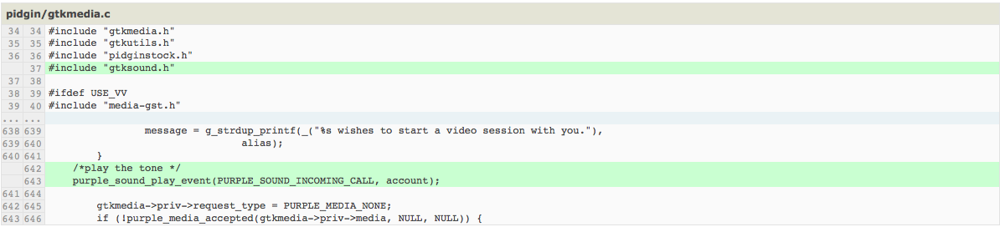 pidgin/gtkmedia.c
34 34 #include "gtkmedia.h"
35 35 #include "gtkutils.h"
36 36 #include "pidginstock.h"
37 #include "gtksound.h"
37 38
38 39 #ifdef USE_VV
39 40 #include "media-gst.h"
... ...
638 639 message = g_strdup_printf(_("%s wishes to start a video session with you."),
639 640 alias);
640 641 }
642 /*play the tone */
643 purple_sound_play_event(PURPLE_SOUND_INCOMING_CALL, account);
641 644
642 645 gtkmedia->priv->request_type = PURPLE_MEDIA_NONE;
643 646 if (!purple_media_accepted(gtkmedia->priv->media, NULL, NULL)) {